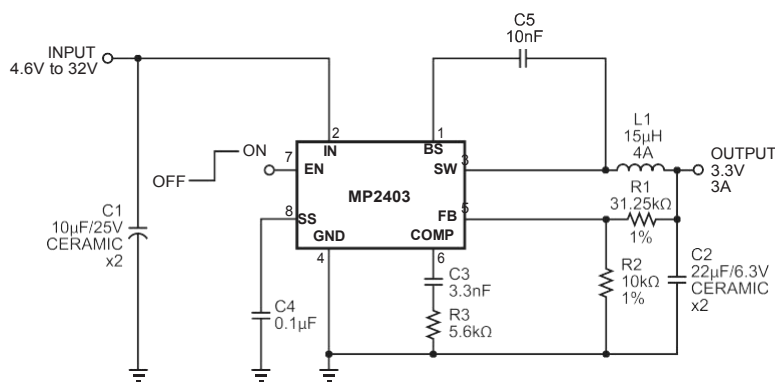 C5
10nF
INPUT
4.6V to 32V
2
1
IN
BS
L1
15µH
4A
ON
7
EN
SW
3
OUTPUT
3.3V
3A
OFF
MP2403
R1
31.25kΩ
1%
C1
10µF/25V
CERAMIC
x2
8
SS
FB
5
GND
COMP
4
6
C3
3.3nF
R2
10kΩ
1%
C2
22µF/6.3V
CERAMIC
x2
C4
0.1µF
R3
5.6kΩ